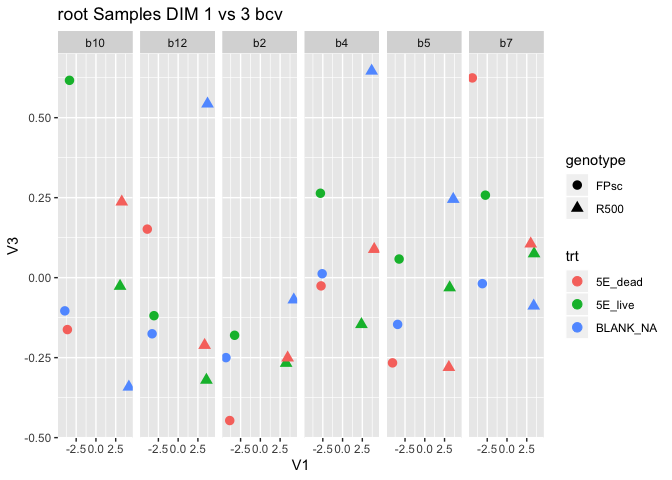 root Samples DIM 1 vs 3 bcv
b10 b12 b2 b4 b5 b7
0.50
0.25
0.00
-0.25
-0.50
V3
-2.5 0.0 2.5 -2.5 0.0 2.5 -2.5 0.0 2.5 -2.5 0.0 2.5 -2.5 0.0 2.5 -2.5 0.0 2.5
V1
genotype
FPsc
R500
trt
5E_dead
5E_live
BLANK_NA